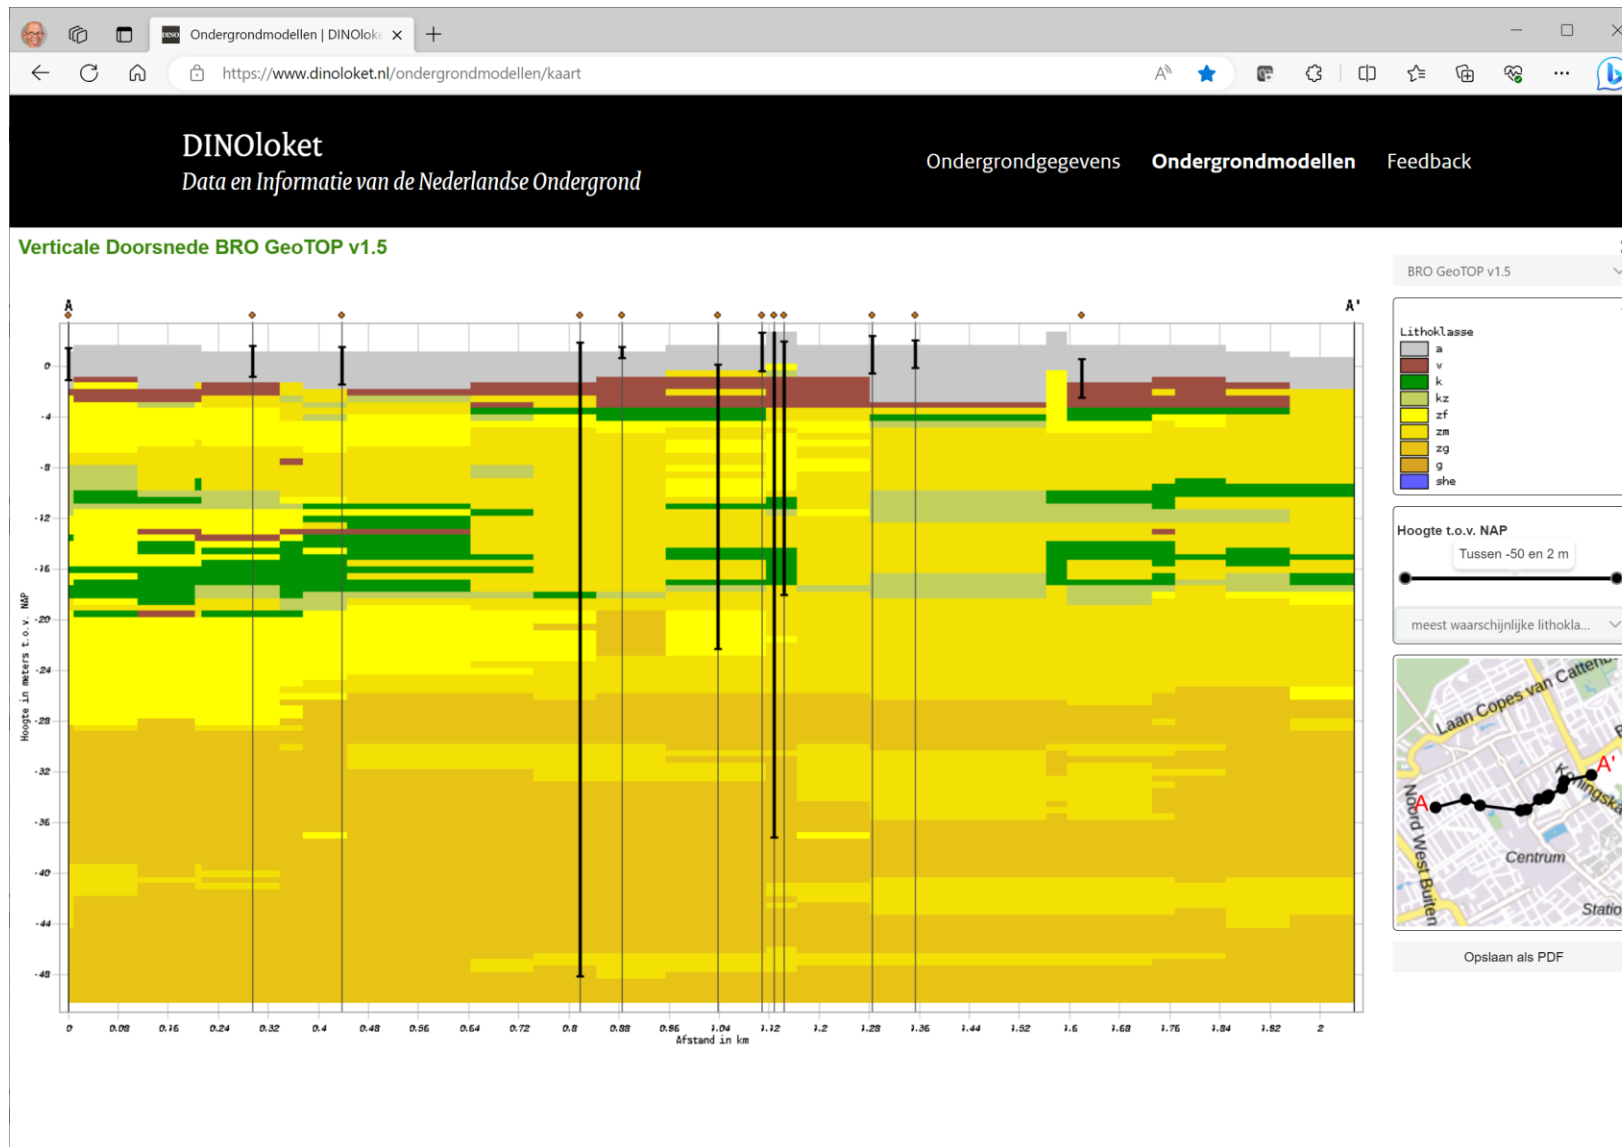 DINO
Ondergrondmodellen | DINOlok
https://www.dinoloket.nl/ondergrondmodellen/kaart
DINOloket
Data en Informatie van de Nederlandse Ondergrond
Ondergrondgegevens Ondergrondmodellen Feedback
Verticale Doorsnede BRO GeoTOP v1.5
BRO GeoTOP v1.5
A A'
Lithoklasse
a
v
k
kz
zf
zm
zg
g
she
Hoogte t.o.v. NAP
Tussen -50 en 2 m
meest waarschijnlijke lithokla...
Hoogte in meters t.o.v. NAP
0
-4
-8
-12
-16
-20
-24
-28
-32
-36
-40
-44
-48
0 0.08 0.16 0.24 0.32 0.4 0.48 0.56 0.64 0.72 0.8 0.88 0.96 1.04 1.12 1.2 1.28 1.36 1.44 1.52 1.6 1.68 1.76 1.84 1.92 2
Afstand in km
Laan Copes van Cattenb
A
A'
Koningska
Noord West Buiten
Centrum
Statio
Opslaan als PDF